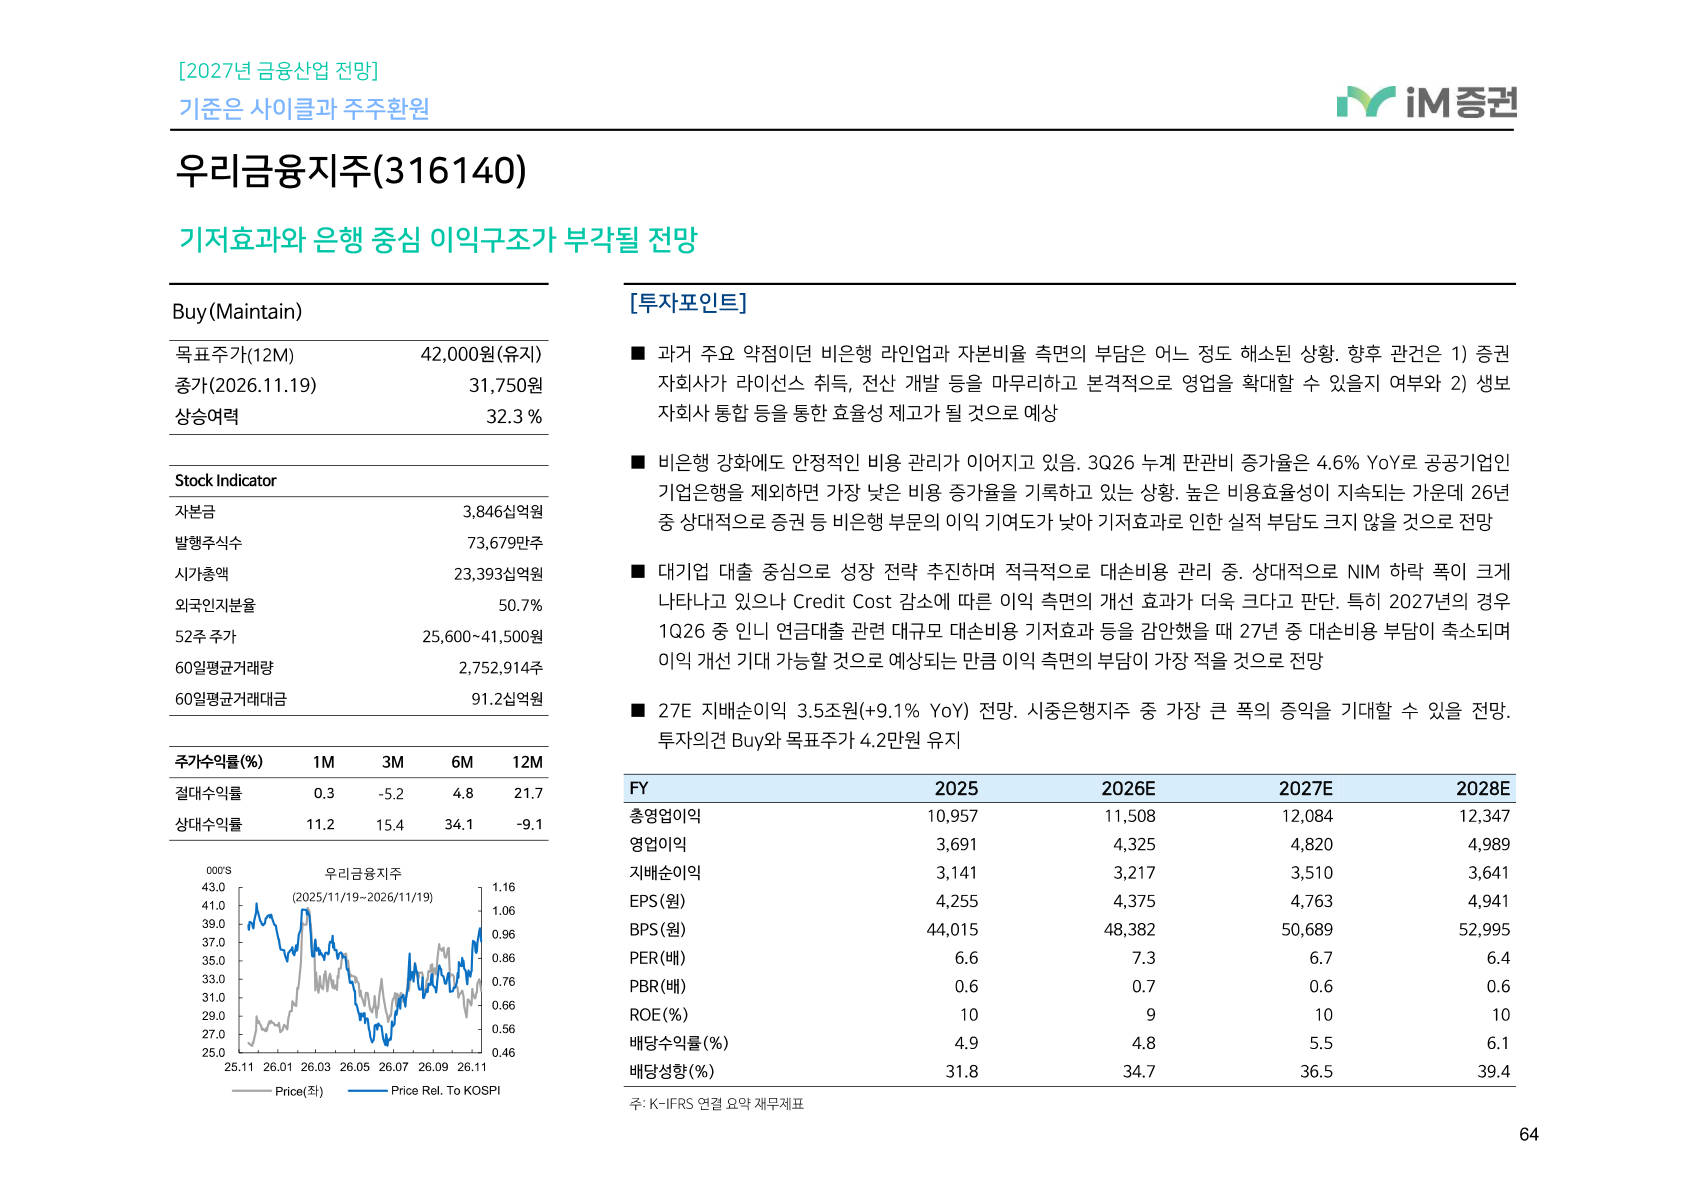 [2027년 금융산업 전망]
기준은 사이클과 주주환원
iM증권
우리금융지주(316140)
기저효과와 은행 중심 이익구조가 부각될 전망
Buy(Maintain)
목표주가(12M) 42,000원(유지)
종가(2026.11.19) 31,750원
상승여력 32.3 %
Stock Indicator
자본금 3,846십억원
발행주식수 73,679만주
시가총액 23,393십억원
외국인지분율 50.7%
52주 주가 25,600~41,500원
60일평균거래량 2,752,914주
60일평균거래대금 91.2십억원
주가수익률(%) 1M 3M 6M 12M
절대수익률 0.3 -5.2 4.8 21.7
상대수익률 11.2 15.4 34.1 -9.1
000'S
우리금융지주
(2025/11/19~2026/11/19)
43.0 1.16
41.0 1.06
39.0 0.96
37.0 0.86
35.0 0.76
33.0 0.66
31.0 0.56
29.0 0.46
27.0
25.0
25.11 26.01 26.03 26.05 26.07 26.09 26.11
Price(좌) Price Rel. To KOSPI
[투자포인트]
■ 과거 주요 약점이던 비은행 라인업과 자본비율 측면의 부담은 어느 정도 해소된 상황. 향후 관건은 1) 증권
자회사가 라이선스 취득, 전산 개발 등을 마무리하고 본격적으로 영업을 확대할 수 있을지 여부와 2) 생보
자회사 통합 등을 통한 효율성 제고가 될 것으로 예상
■ 비은행 강화에도 안정적인 비용 관리가 이어지고 있음. 3Q26 누계 판관비 증가율은 4.6% YoY로 공공기업인
기업은행을 제외하면 가장 낮은 비용 증가율을 기록하고 있는 상황. 높은 비용효율성이 지속되는 가운데 26년
중 상대적으로 증권 등 비은행 부문의 이익 기여도가 낮아 기저효과로 인한 실적 부담도 크지 않을 것으로 전망
■ 대기업 대출 중심으로 성장 전략 추진하며 적극적으로 대손비용 관리 중. 상대적으로 NIM 하락 폭이 크게
나타나고 있으나 Credit Cost 감소에 따른 이익 측면의 개선 효과가 더욱 크다고 판단. 특히 2027년의 경우
1Q26 중 인니 연금대출 관련 대규모 대손비용 기저효과 등을 감안했을 때 27년 중 대손비용 부담이 축소되며
이익 개선 기대 가능할 것으로 예상되는 만큼 이익 측면의 부담이 가장 적을 것으로 전망
■ 27E 지배순이익 3.5조원(+9.1% YoY) 전망. 시중은행지주 중 가장 큰 폭의 증익을 기대할 수 있을 전망.
투자의견 Buy와 목표주가 4.2만원 유지
FY 2025 2026E 2027E 2028E
총영업이익 10,957 11,508 12,084 12,347
영업이익 3,691 4,325 4,820 4,989
지배순이익 3,141 3,217 3,510 3,641
EPS(원) 4,255 4,375 4,763 4,941
BPS(원) 44,015 48,382 50,689 52,995
PER(배) 6.6 7.3 6.7 6.4
PBR(배) 0.6 0.7 0.6 0.6
ROE(%) 10 9 10 10
배당수익률(%) 4.9 4.8 5.5 6.1
배당성향(%) 31.8 34.7 36.5 39.4
주: K-IFRS 연결 요약 재무제표
64